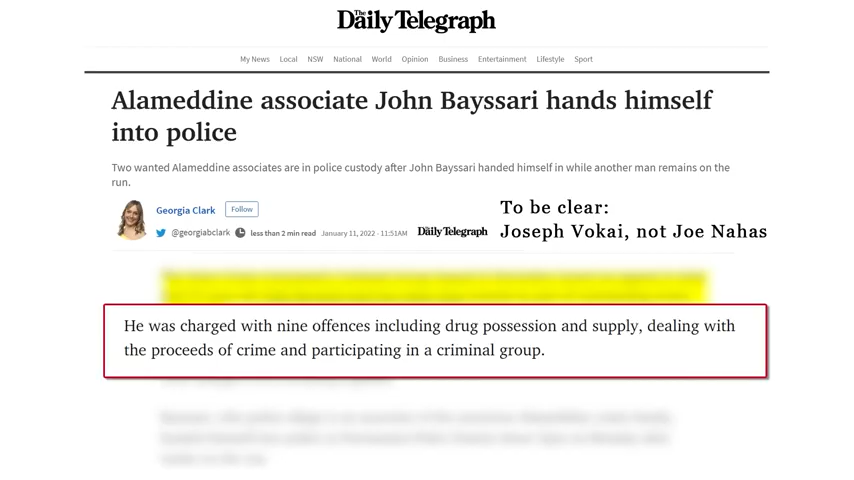 The Daily Telegraph
My News Local NSW National World Opinion Business Entertainment Lifestyle Sport
Alameddine associate John Bayssari hands himself
into police
Two wanted Alameddine associates are in police custody after John Bayssari handed himself in while another man remains on the
run.
Georgia Clark Follow
@georgiabclark less than 2 min read January 11, 2022 - 11:51AM The Daily Telegraph
To be clear:
Joseph Vokai, not Joe Nahas
He was charged with nine offences including drug possession and supply, dealing with
the proceeds of crime and participating in a criminal group.